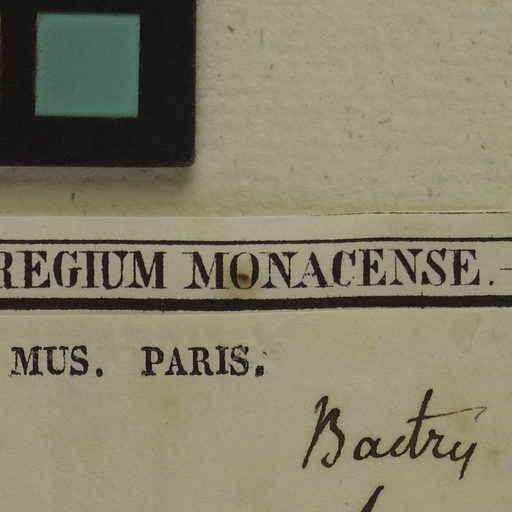 REGIUM MONACENSE.
MUS. PARIS.
Bactry